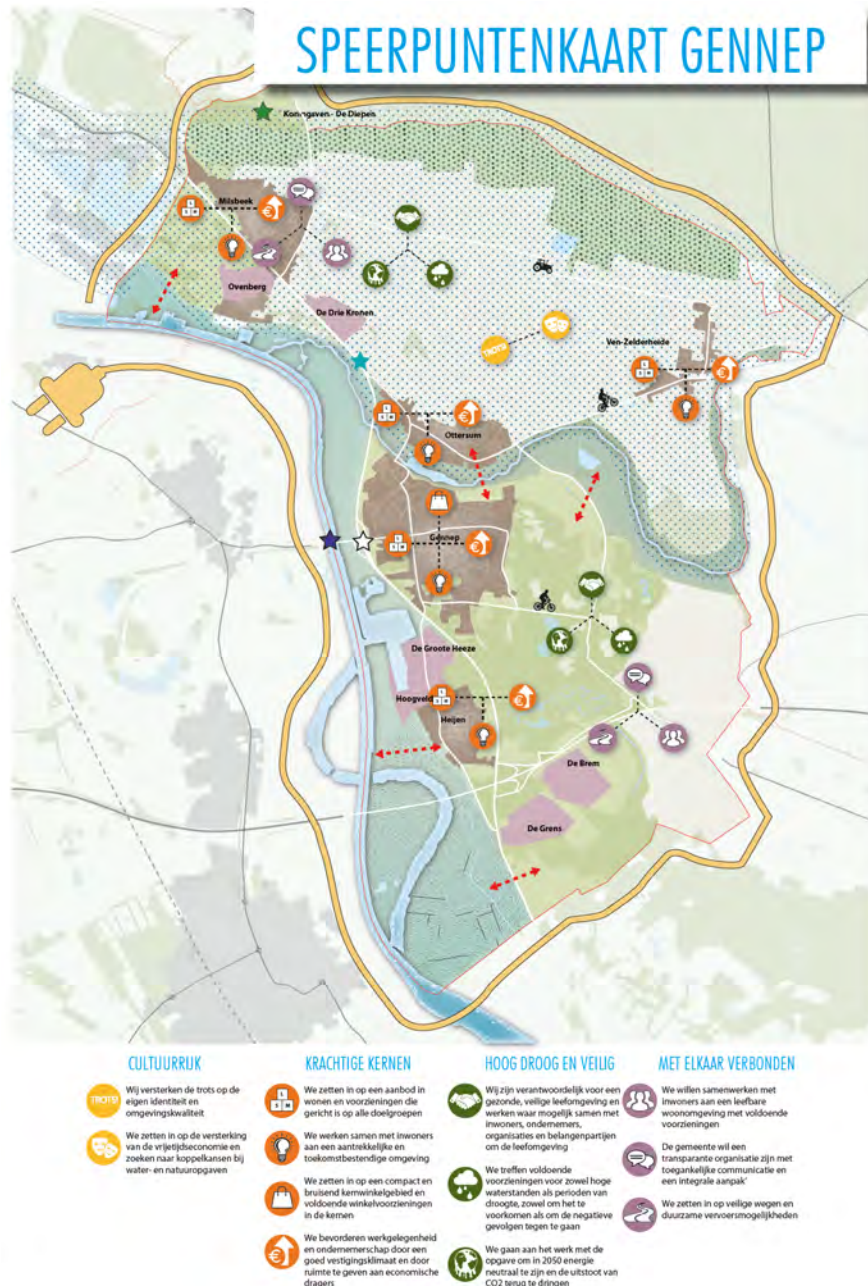 SPEERPUNTENKAART GENNEP
Koningsven - De Diepen
Milsbeek
Ovenberg
De Drie Kronen
TROTS!
Ven-Zelderheide
Ottersum
Gennep
De Groote Heeze
Hoogveld
Heijen
De Brem
De Grens
CULTUURRIJK
TROTS!
Wij versterken de trots op de
eigen identiteit en
omgevingskwaliteit
We zetten in op de versterking
van de vrijetijdseconomie en
zoeken naar koppelkansen bij
water- en natuuropgaven
KRACHTIGE KERNEN
We zetten in op een aanbod in
wonen en voorzieningen die
gericht is op alle doelgroepen
We werken samen met inwoners
aan een aantrekkelijke en
toekomstbestendige omgeving
We zetten in op een compact en
bruisend kernwinkelgebied en
voldoende winkelvoorzieningen
in de kernen
We bevorderen werkgelegenheid
en ondernemerschap door een
goed vestigingsklimaat en door
ruimte te geven aan economische
dragers
HOOG DROOG EN VEILIG
Wij zijn verantwoordelijk voor een
gezonde, veilige leefomgeving en
werken waar mogelijk samen met
inwoners, ondernemers,
organisaties en belangenpartijen
om de leefomgeving
We treffen voldoende
voorzieningen voor zowel hoge
waterstanden als perioden van
droogte, zowel om het te
voorkomen als om de negatieve
gevolgen tegen te gaan
We gaan aan het werk met de
opgave om in 2050 energie
neutraal te zijn en de uitstoot van
CO2 terug te dringen
MET ELKAAR VERBONDEN
We willen samenwerken met
inwoners aan een leefbare
woonomgeving met voldoende
voorzieningen
De gemeente wil een
transparante organisatie zijn met
toegankelijke communicatie en
een integrale aanpak'
We zetten in op veilige wegen en
duurzame vervoersmogelijkheden